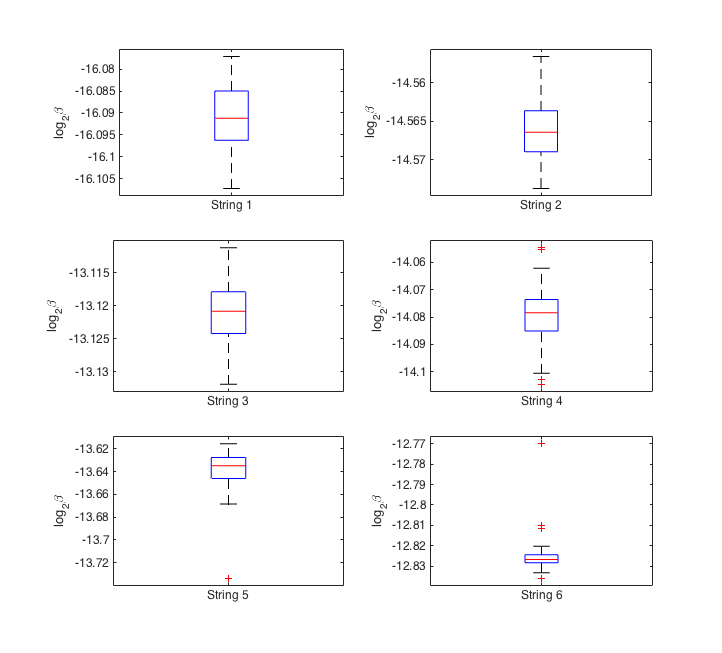 -16.08
-16.085
-16.09
-16.095
-16.1
-16.105
log₂β
String 1
-14.56
-14.565
-14.57
log₂β
String 2
-13.115
-13.12
-13.125
-13.13
log₂β
String 3
-14.06
-14.07
-14.08
-14.09
-14.1
log₂β
String 4
-13.62
-13.64
-13.66
-13.68
-13.7
-13.72
log₂β
String 5
-12.77
-12.78
-12.79
-12.8
-12.81
-12.82
-12.83
log₂β
String 6